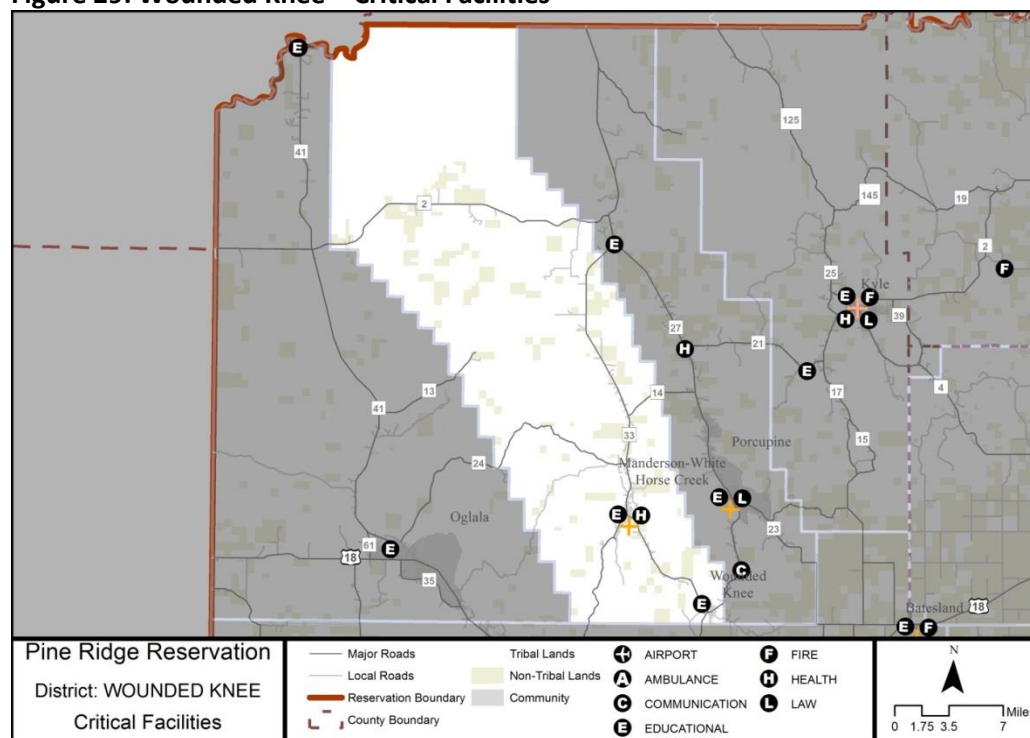 Figure Wounded Knee – Critical Facilities
E
41
125
2
145
19
2
E
F
25
E F
Kyle
H L
39
27
H
21
E
4
13
14
17
41
33
15
Porcupine
24
Manderson-White
Horse Creek
E L
Oglala
E H
23
61
E
18
C
35
Wounded
Knee
E
Batesland
18
E F
Pine Ridge Reservation
District: WOUNDED KNEE
Critical Facilities
Major Roads
Local Roads
Reservation Boundary
County Boundary
Tribal Lands
Non-Tribal Lands
Community
AIRPORT
A AMBULANCE
C COMMUNICATION
E EDUCATIONAL
F FIRE
H HEALTH
L LAW
N
Miles
0 1.75 3.5 7